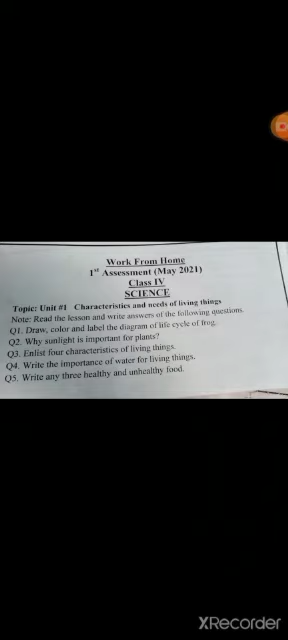 Work From Home
1st Assessment (May 2021)
Class IV
SCIENCE
Topic: Unit #1 Characteristics and needs of living things
Note: Read the lesson and write answers of the following questions.
Q1. Draw, color and label the diagram of life cycle of frog.
Q2. Why sunlight is important for plants?
Q3. Enlist four characteristics of living things.
Q4. Write the importance of water for living things.
Q5. Write any three healthy and unhealthy food.
XRecorder